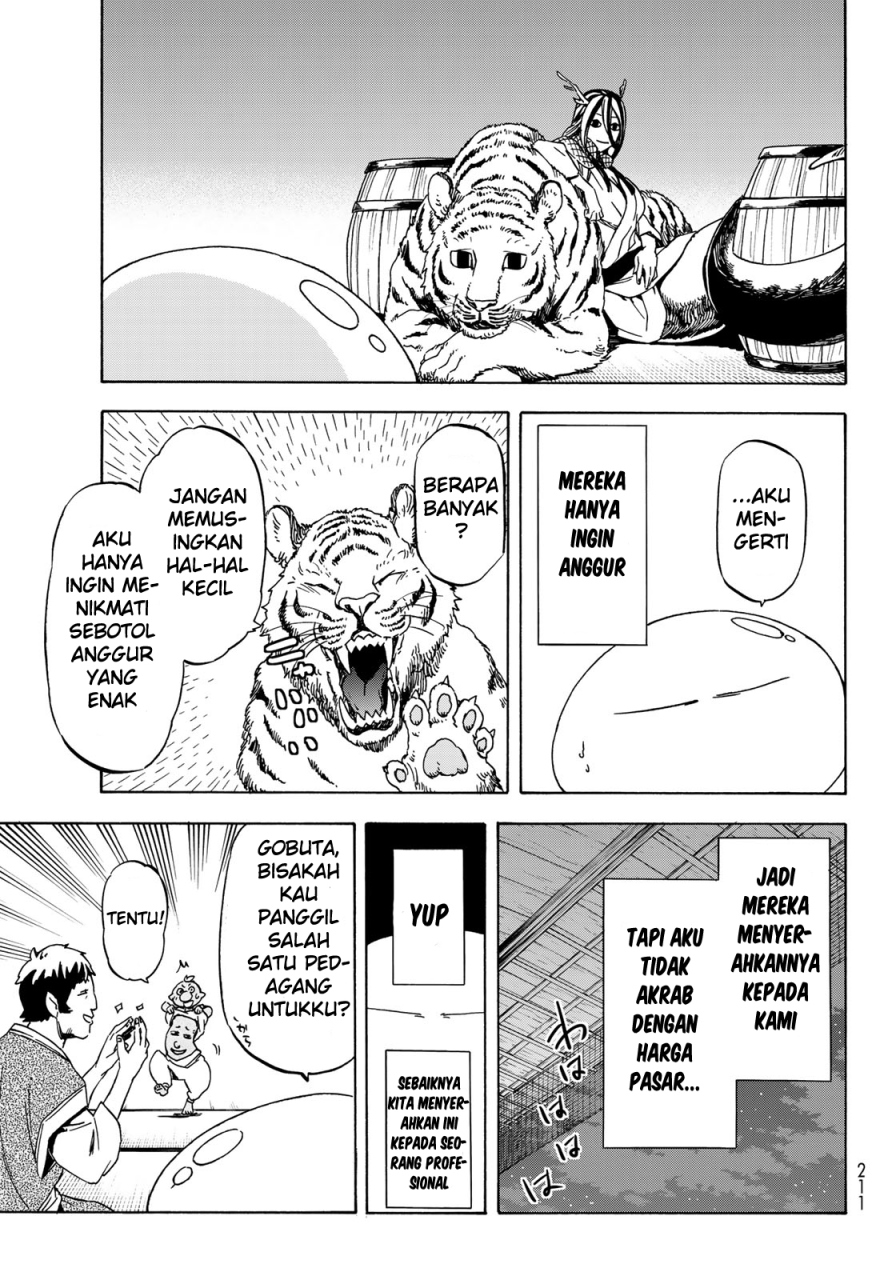 ...AKU
MEN-
GERTI
MEREKA
HANYA
INGIN
ANGGUR
BERAPA
BANYAK
?
JANGAN
MEMUS-
INGKAN
HAL-HAL
KECIL
AKU
HANYA
INGIN ME-
NIKMATI
SEBOTOL
ANGGUR
YANG
ENAK
JADI
MEREKA
MENYER-
AHKANNYA
KEPADA
KAMI
TAPI AKU
TIDAK
AKRAB
DENGAN
HARGA
PASAR...
わははははは
YUP
SEBAIKNYA
KITA MENYER-
AHKAN INI
KEPADA SEO-
RANG PROFE-
SIONAL
GOBUTA,
BISAKAH
KAU
PANGGIL
SALAH
SATU PED-
AGANG
UNTUKKU?
TENTU!
211